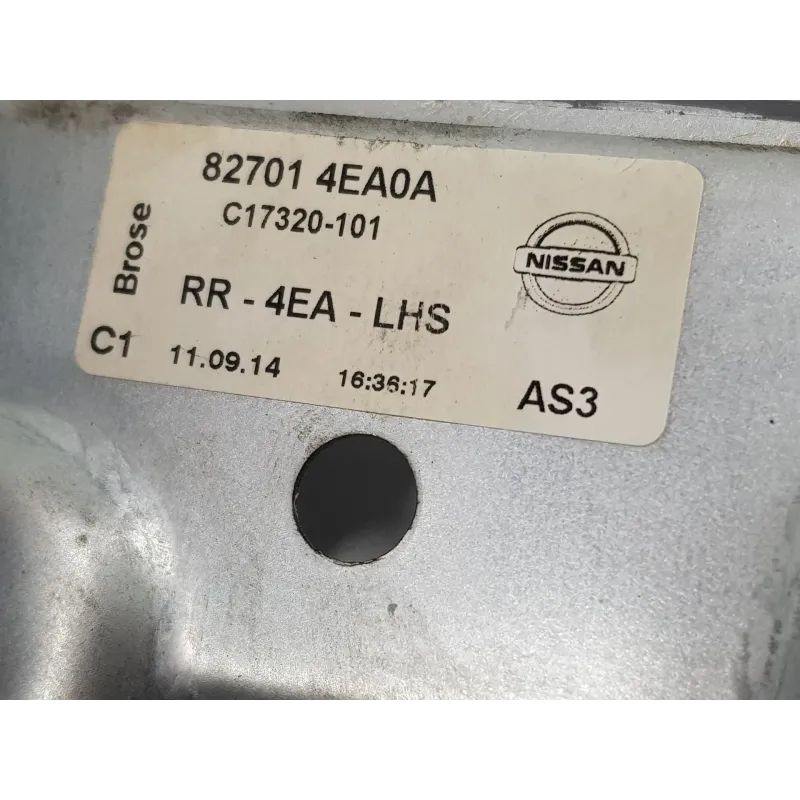 82701 4EA0A
C17320-101
Brose
NISSAN
RR - 4EA - LHS
C1 11.09.14 16:36:17 AS3